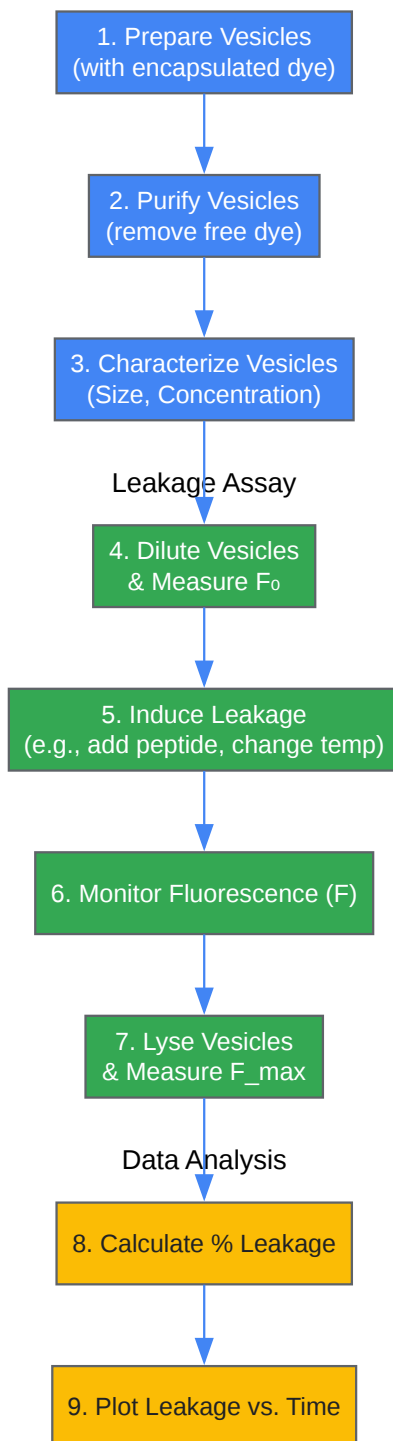 1. Prepare Vesicles
(with encapsulated dye)
2. Purify Vesicles
(remove free dye)
3. Characterize Vesicles
(Size, Concentration)
Leakage Assay
4. Dilute Vesicles
& Measure F₀
5. Induce Leakage
(e.g., add peptide, change temp)
6. Monitor Fluorescence (F)
7. Lyse Vesicles
& Measure F_max
Data Analysis
8. Calculate % Leakage
9. Plot Leakage vs. Time